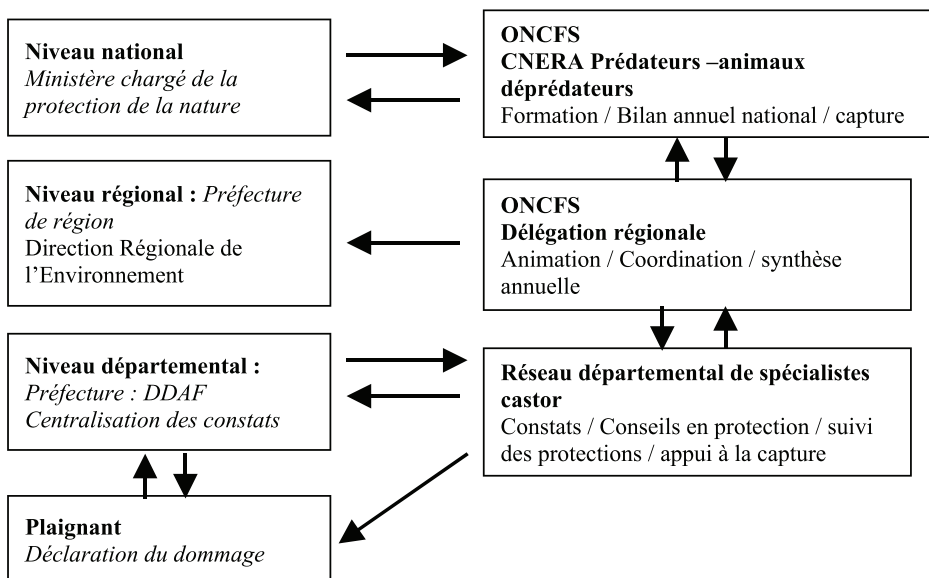 Niveau national
Ministère chargé de la
protection de la nature
ONCFS
CNERA Prédateurs –animaux
déprédateurs
Formation / Bilan annuel national / capture
Niveau régional : Préfecture
de région
Direction Régionale de
l’Environnement
ONCFS
Délégation régionale
Animation / Coordination / synthèse
annuelle
Niveau départemental :
Préfecture : DDAF
Centralisation des constats
Réseau départemental de spécialistes
castor
Constats / Conseils en protection / suivi
des protections / appui à la capture
Plaignant
Déclaration du dommage